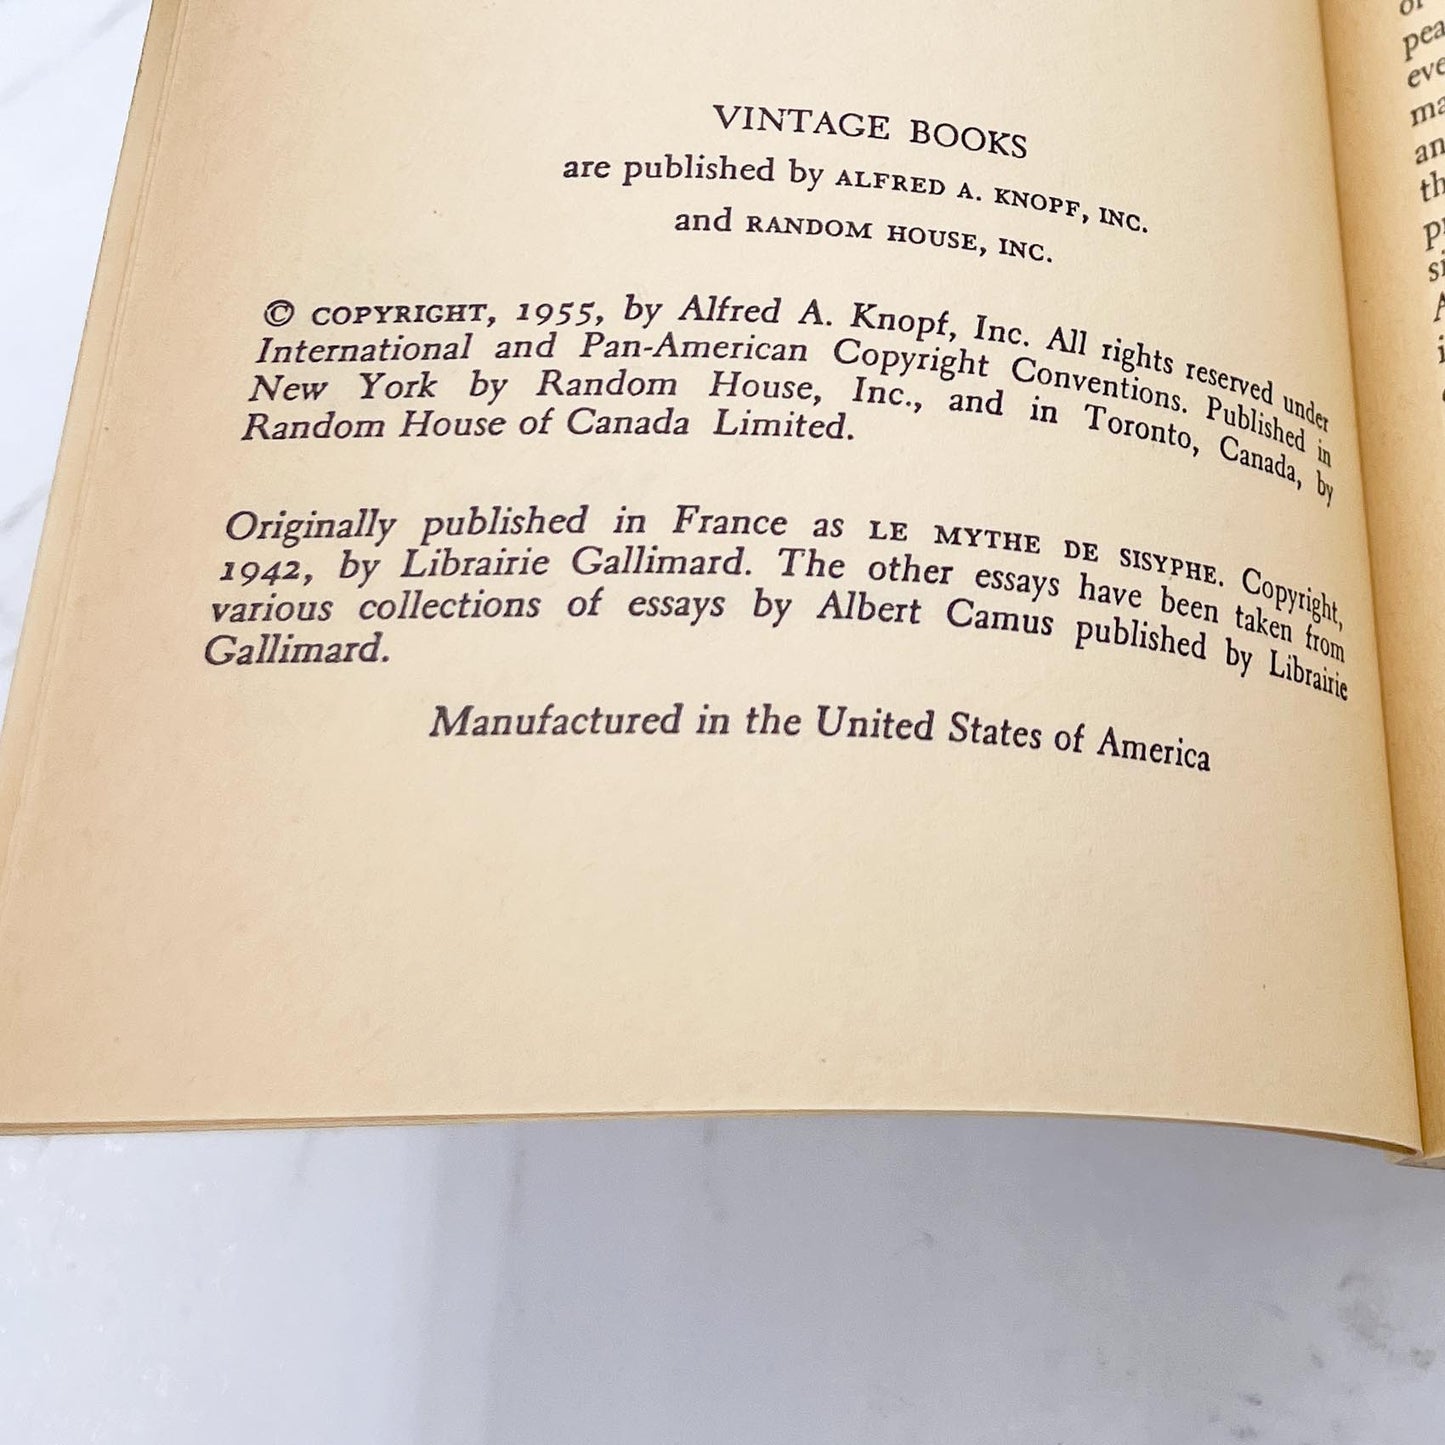 VINTAGE BOOKS
are published by ALFRED A. KNOPF, INC.
and RANDOM HOUSE, INC.
© COPYRIGHT, 1955, by Alfred A. Knopf, Inc. All rights reserved under
International and Pan-American Copyright Conventions. Published in
New York by Random House, Inc., and in Toronto, Canada, by
Random House of Canada Limited.
Originally published in France as LE MYTHE DE SISYPHE. Copyright,
1942, by Librairie Gallimard. The other essays have been taken from
various collections of essays by Albert Camus published by Librairie
Gallimard.
Manufactured in the United States of America